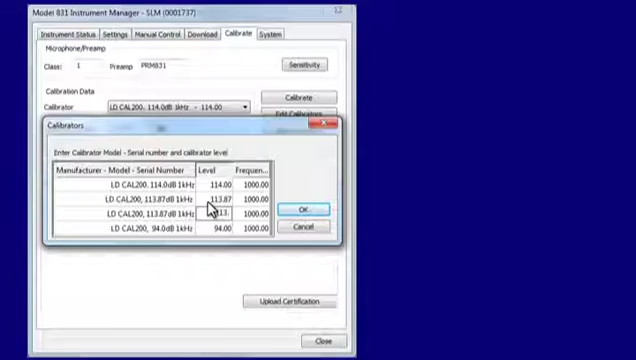 Model 831 Instrument Manager - SLM (0001737)
Instrument Status Settings Manual Control Download Calibrate System
Microphone/Preamp
Class: 1 Preamp PRM831 Sensitivity
Calibration Data
Calibrate
Calibrator LD CAL200, 114.0dB 1kHz - 114.00
Edit Calibrators
Calibrators
Enter Calibrator Model - Serial number and calibrator level
Manufacturer - Model - Serial Number Level Frequen...
LD CAL200, 114.0dB 1kHz 114.00 1000.00
LD CAL200, 113.87dB 1kHz 113.87 1000.00
LD CAL200, 113.87dB 1kHz 113. 1000.00
LD CAL200, 94.0dB 1kHz 94.00 1000.00
OK
Cancel
Upload Certification
Close